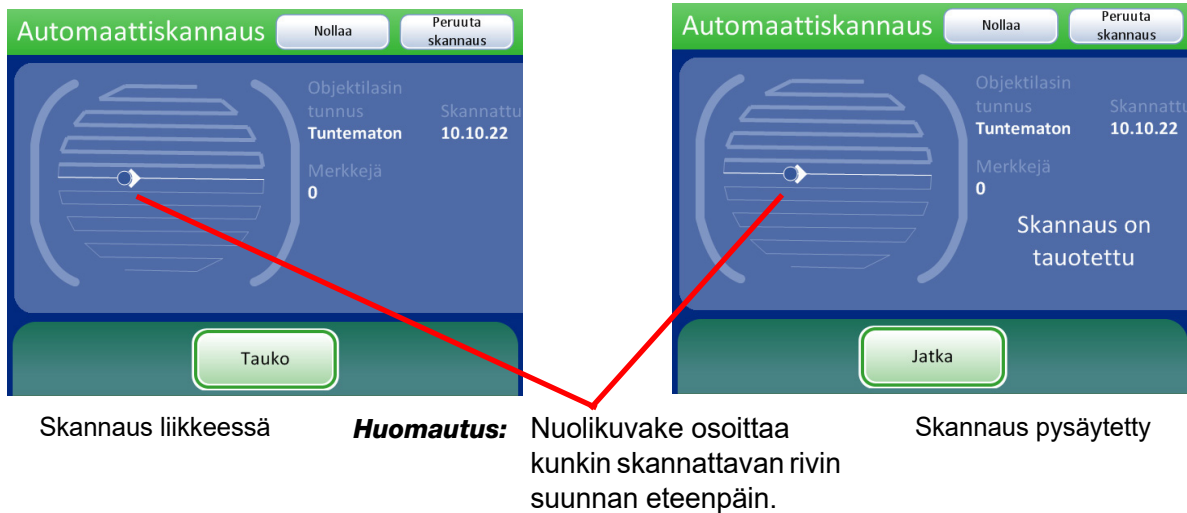 Automaattiskannaus
Nollaa
Peruuta
skannaus
Objektilasin
tunnus
Skannattu
Tuntematon
10.10.22
Merkkejä
0
Tauko
Automaattiskannaus
Nollaa
Peruuta
skannaus
Objektilasin
tunnus
Skannattu
Tuntematon
10.10.22
Merkkejä
0
Skannaus on
tauotettu
Jatka
Skannaus liikkeessä
Huomautus: Nuolikuvake osoittaa
kunkin skannattavan rivin
suunnan eteenpäin.
Skannaus pysäytetty